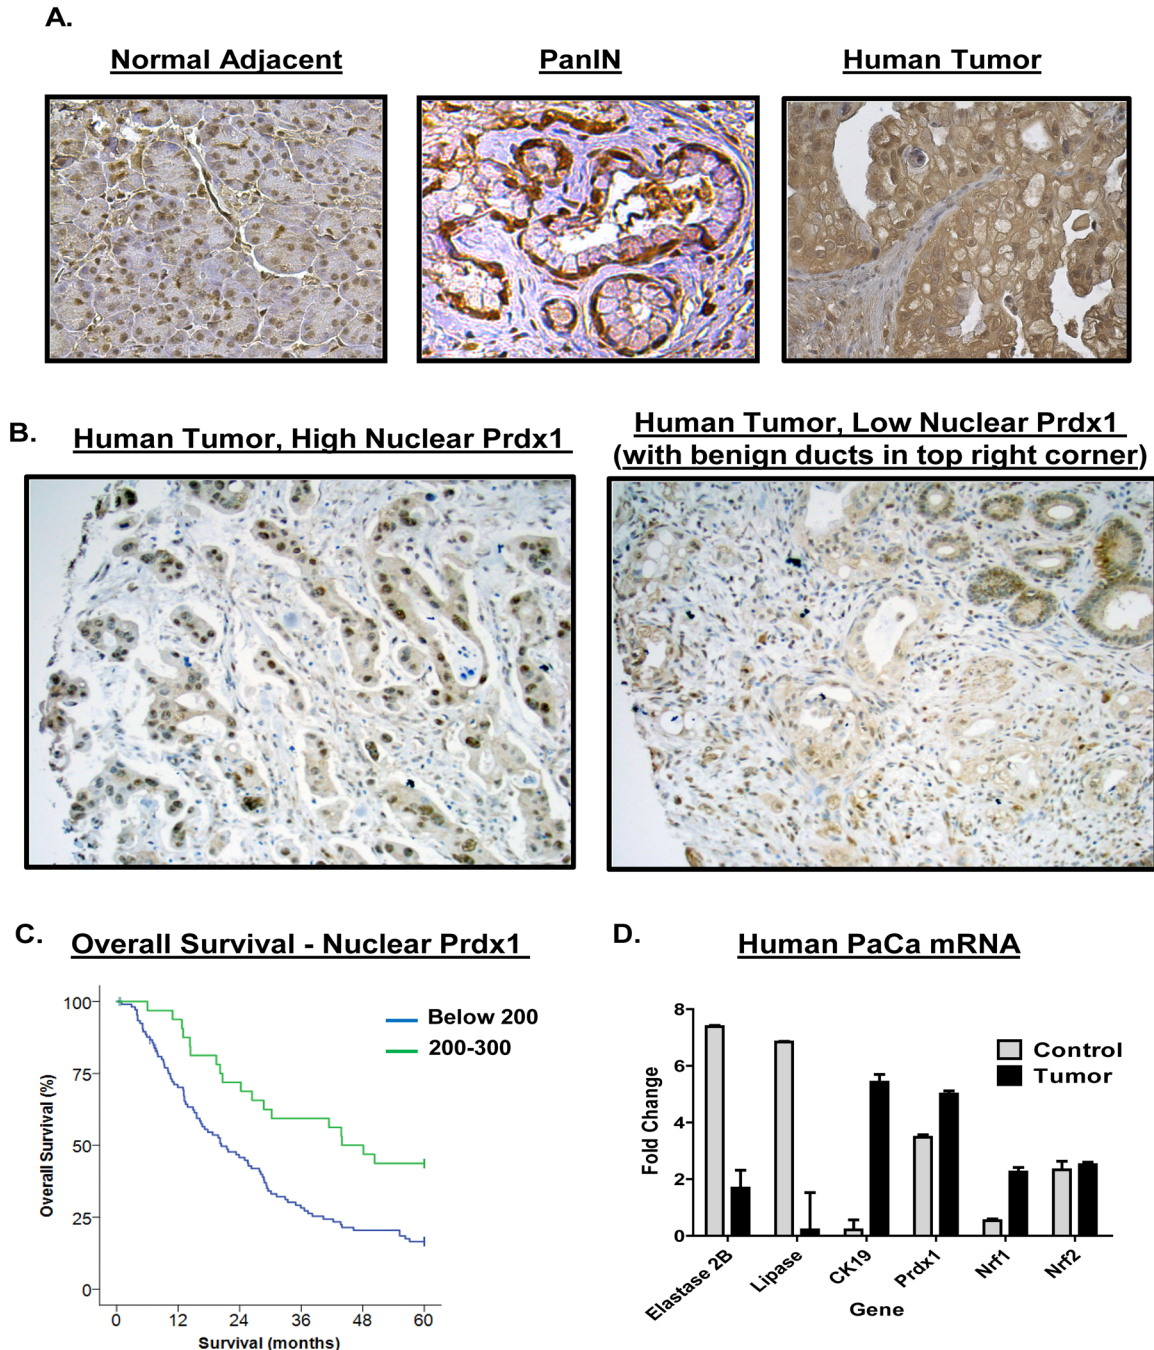 A.
Normal Adjacent
PanIN
Human Tumor
B.
Human Tumor, High Nuclear Prdx1
Human Tumor, Low Nuclear Prdx1
(with benign ducts in top right corner)
C.
Overall Survival - Nuclear Prdx1
100
75
50
25
0
Overall Survival (%)
0 12 24 36 48 60
Survival (months)
Below 200
200-300
D.
Human PaCa mRNA
8
6
4
2
0
Fold Change
Control
Tumor
Elastase 2B
Lipase
CK19
Prdx1
Nrf1
Nrf2
Gene